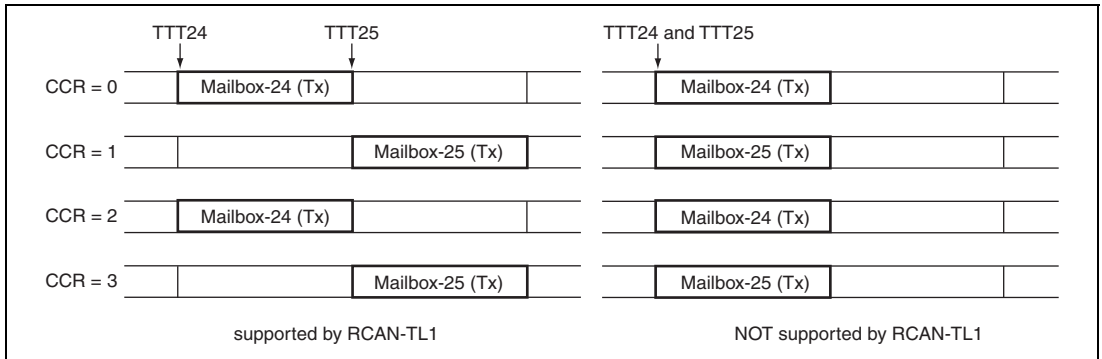 TTT24 TTT25 TTT24 and TTT25
CCR = 0 Mailbox-24 (Tx) Mailbox-24 (Tx)
CCR = 1 Mailbox-25 (Tx) Mailbox-25 (Tx)
CCR = 2 Mailbox-24 (Tx) Mailbox-24 (Tx)
CCR = 3 Mailbox-25 (Tx) Mailbox-25 (Tx)
supported by RCAN-TL1 NOT supported by RCAN-TL1